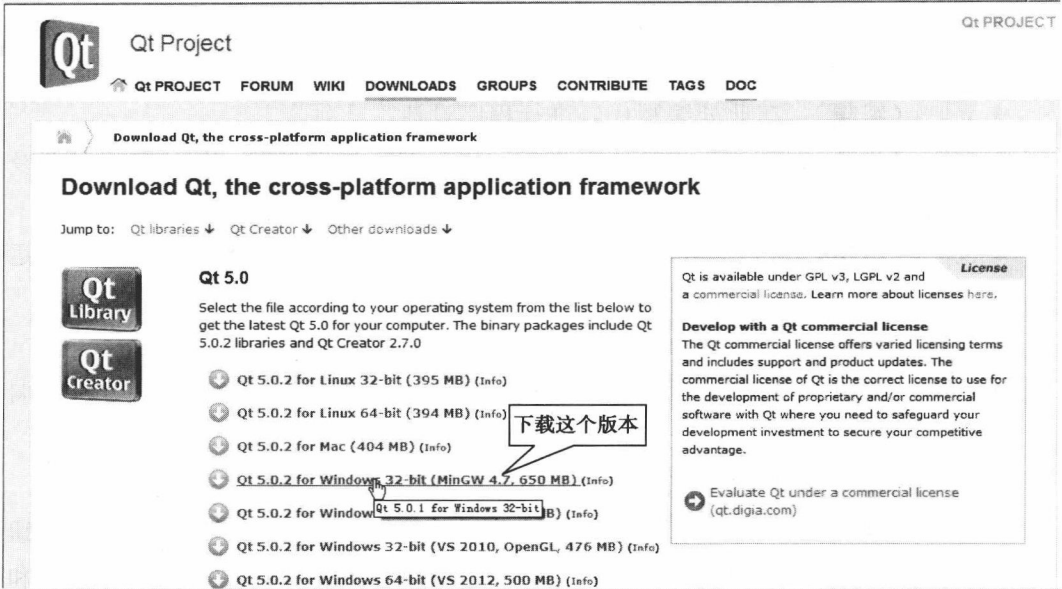 Qt PROJECT
Qt
Qt Project
Qt PROJECT FORUM WIKI DOWNLOADS GROUPS CONTRIBUTE TAGS DOC
Download Qt, the cross-platform application framework
Download Qt, the cross-platform application framework
Jump to: Qt libraries Qt Creator Other downloads
Qt Library
Qt Creator
Qt 5.0
Select the file according to your operating system from the list below to
get the latest Qt 5.0 for your computer. The binary packages include Qt
5.0.2 libraries and Qt Creator 2.7.0
Qt 5.0.2 for Linux 32-bit (395 MB) (Info)
Qt 5.0.2 for Linux 64-bit (394 MB) (Info)
下载这个版本
Qt 5.0.2 for Mac (404 MB) (Info)
Qt 5.0.2 for Windows 32-bit (MinGW 4.7, 650 MB) (Info)
Qt 5.0.1 for Windows 32-bit
Qt 5.0.2 for Window B) (Info)
Qt 5.0.2 for Windows 32-bit (VS 2010, OpenGL, 476 MB) (Info)
Qt 5.0.2 for Windows 64-bit (VS 2012, 500 MB) (Info)
License
Qt is available under GPL v3, LGPL v2 and
a commercial license. Learn more about licenses here.
Develop with a Qt commercial license
The Qt commercial license offers varied licensing terms
and includes support and product updates. The
commercial license of Qt is the correct license to use for
the development of proprietary and/or commercial
software with Qt where you need to safeguard your
development investment to secure your competitive
advantage.
Evaluate Qt under a commercial license
(qt.digia.com)